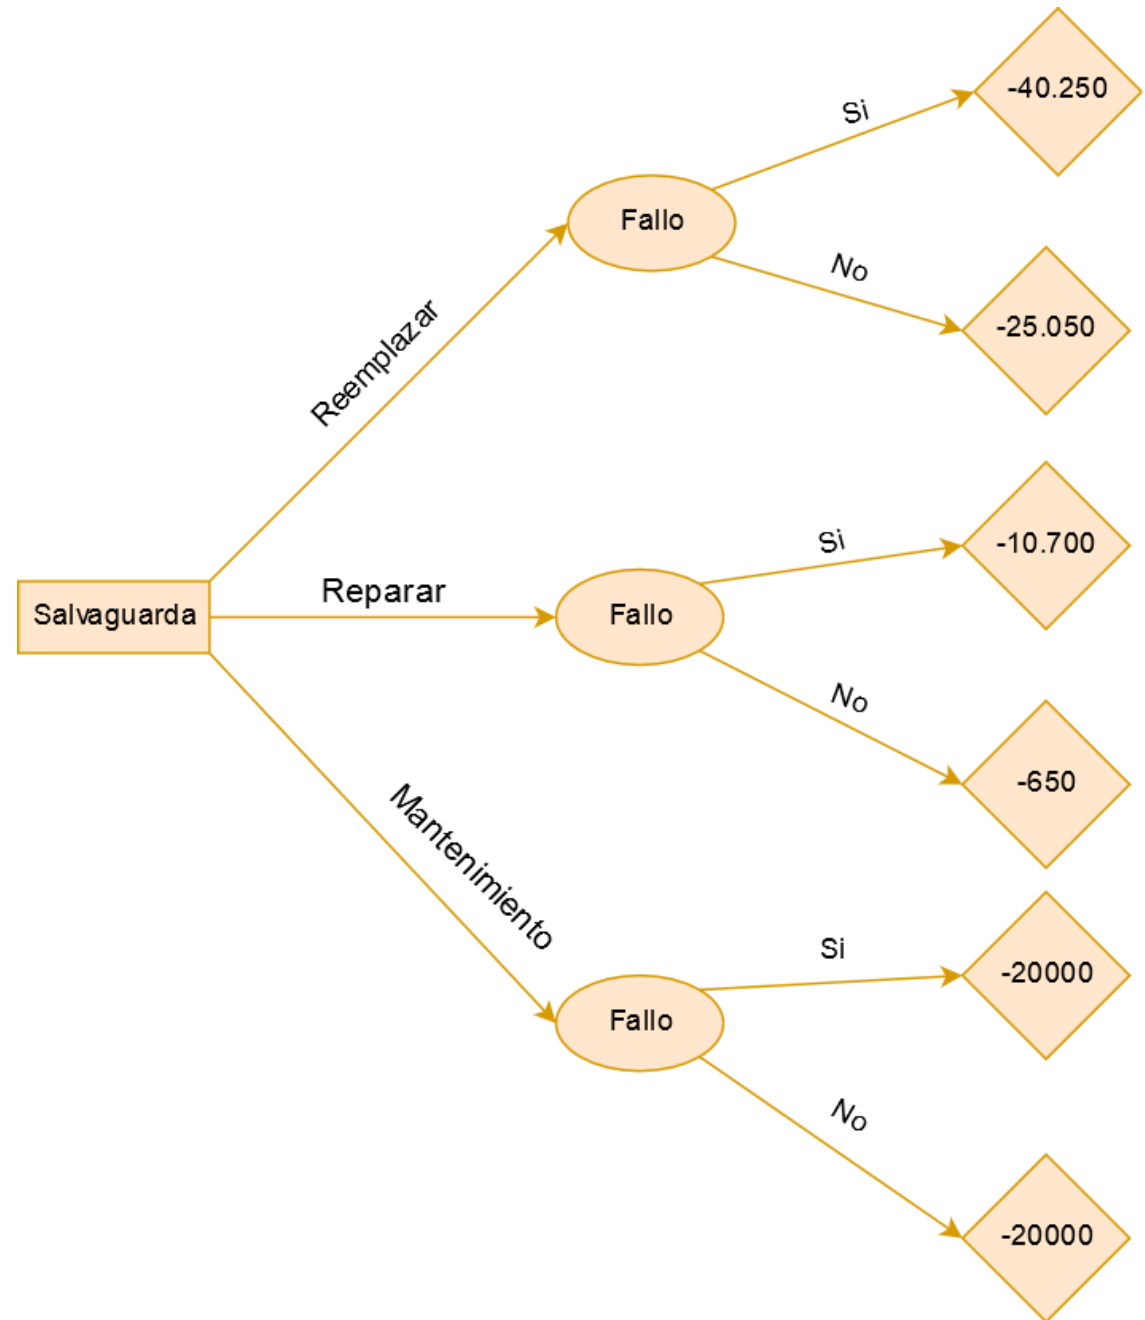 Salvaguarda
Reemplazar
Fallo
Si
-40.250
No
-25.050
Reparar
Fallo
Si
-10.700
No
-650
Mantenimiento
Fallo
Si
-20000
No
-20000